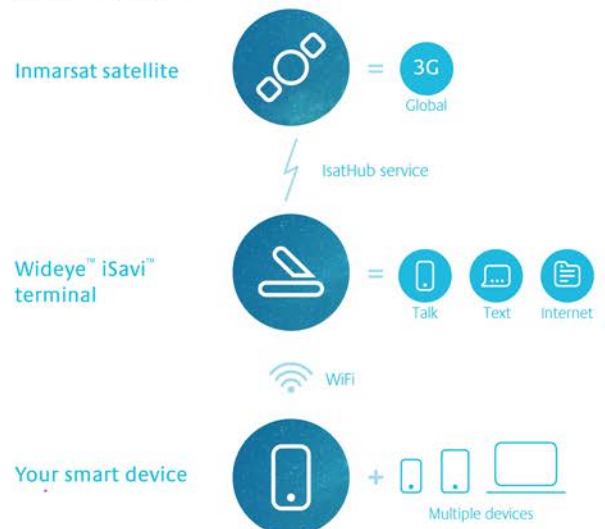 Inmarsat satellite
3G
Global
IsatHub service
Wideye™ iSavi™
terminal
Talk
Text
Internet
WiFi
Your smart device
Multiple devices